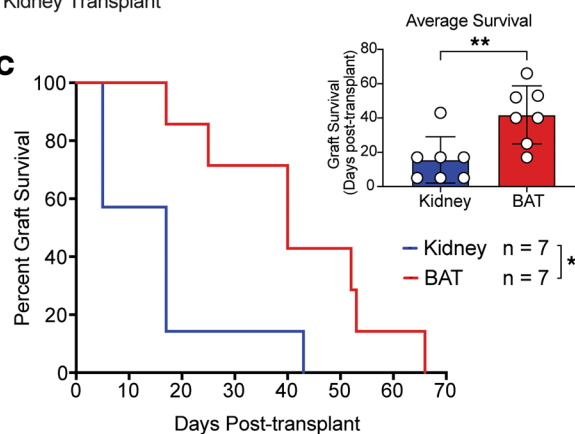 Kidney Transplant
C
Average Survival
**
Graft Survival
(Days post-transplant)
80
60
40
20
0
Kidney BAT
Percent Graft Survival
100
80
60
40
20
0
Kidney n = 7
BAT n = 7
*
0 10 20 30 40 50 60 70
Days Post-transplant